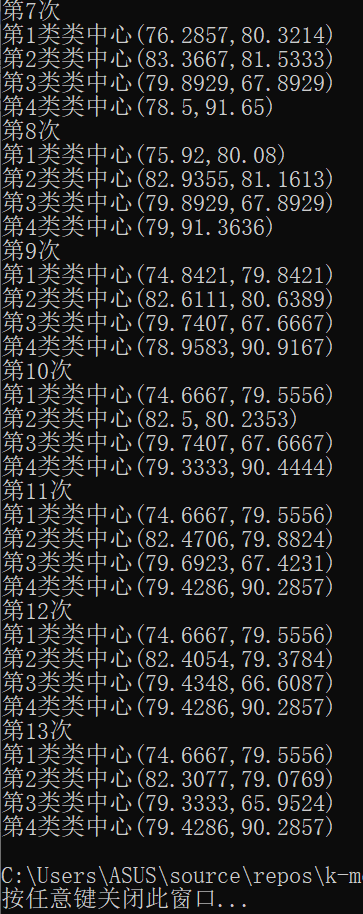 第7次
第1类类中心(76.2857,80.3214)
第2类类中心(83.3667,81.5333)
第3类类中心(79.8929,67.8929)
第4类类中心(78.5,91.65)
第8次
第1类类中心(75.92,80.08)
第2类类中心(82.9355,81.1613)
第3类类中心(79.8929,67.8929)
第4类类中心(79,91.3636)
第9次
第1类类中心(74.8421,79.8421)
第2类类中心(82.6111,80.6389)
第3类类中心(79.7407,67.6667)
第4类类中心(78.9583,90.9167)
第10次
第1类类中心(74.6667,79.5556)
第2类类中心(82.5,80.2353)
第3类类中心(79.7407,67.6667)
第4类类中心(79.3333,90.4444)
第11次
第1类类中心(74.6667,79.5556)
第2类类中心(82.4706,79.8824)
第3类类中心(79.6923,67.4231)
第4类类中心(79.4286,90.2857)
第12次
第1类类中心(74.6667,79.5556)
第2类类中心(82.4054,79.3784)
第3类类中心(79.4348,66.6087)
第4类类中心(79.4286,90.2857)
第13次
第1类类中心(74.6667,79.5556)
第2类类中心(82.3077,79.0769)
第3类类中心(79.3333,65.9524)
第4类类中心(79.4286,90.2857)
C:\Users\ASUS\source\repos\k-m
按任意键关闭此窗口...